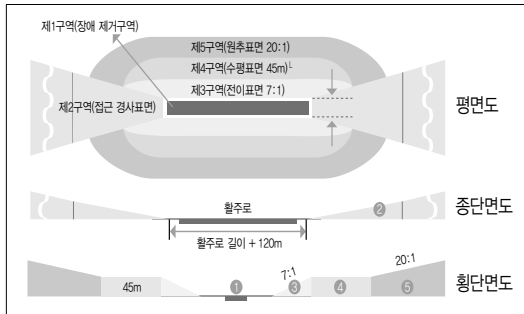 제1구역(장애 제거구역)
제5구역(원추표면 20:1)
제4구역(수평표면 45m)└
제3구역(전이표면 7:1)
제2구역(접근 경사표면)
평면도
활주로
②
종단면도
활주로 길이 + 120m
20:1
7:1
45m
①
③
④
⑤
횡단면도